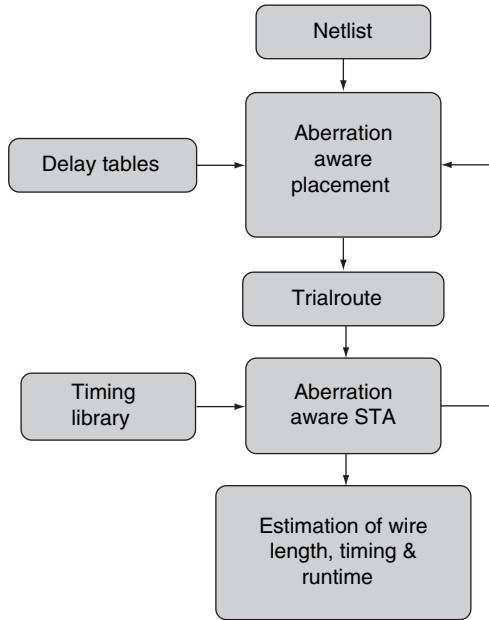 Netlist
Aberration
aware
placement
Delay tables
Trialroute
Timing
library
Aberration
aware STA
Estimation of wire
length, timing &
runtime